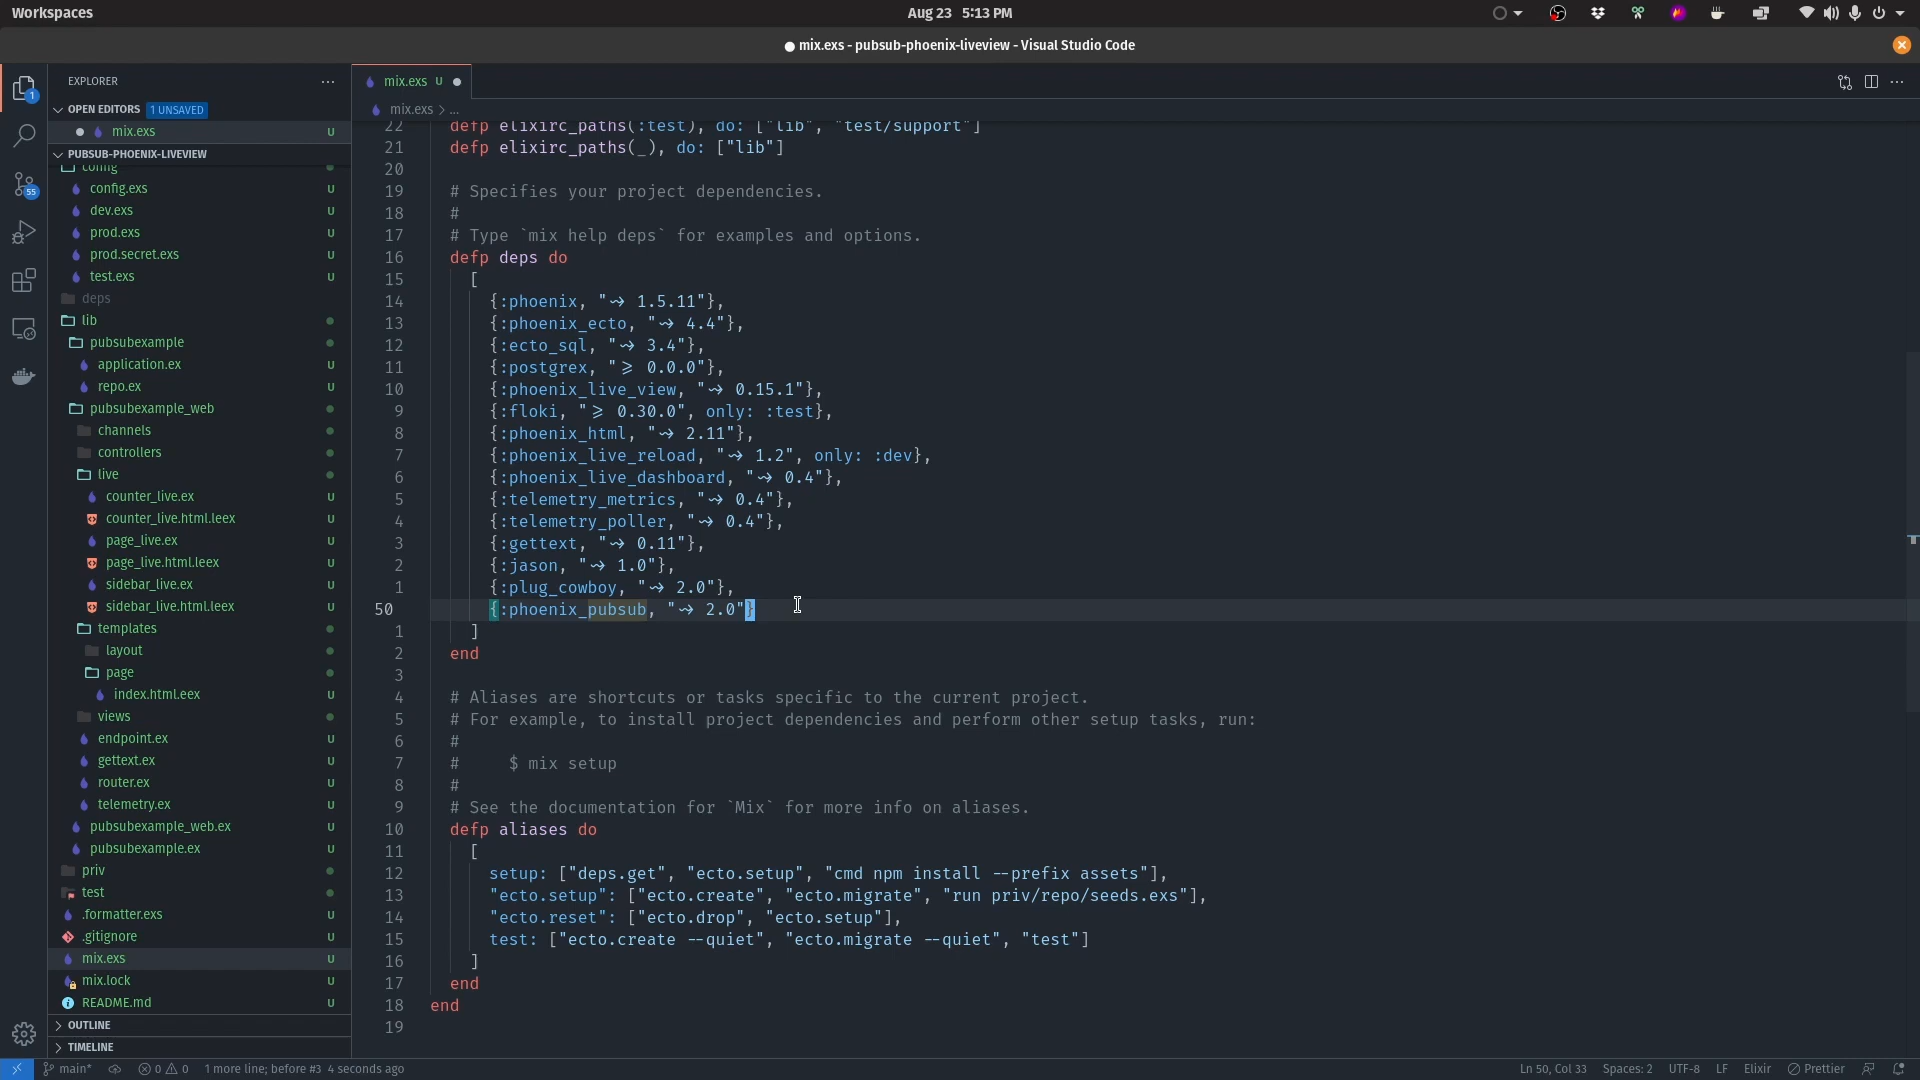 Workspaces
Aug 23 5:13 PM
● mix.exs - pubsub-phoenix-liveview - Visual Studio Code
EXPLORER
OPEN EDITORS 1 UNSAVED
mix.exs U
PUBSUB-PHOENIX-LIVEVIEW
config
config.exs U
dev.exs U
prod.exs U
prod.secret.exs U
test.exs U
deps
lib
pubsubexample
application.ex U
repo.ex U
pubsubexample_web
channels
controllers
live
counter_live.ex U
counter_live.html.leex U
page_live.ex U
page_live.html.leex U
sidebar_live.ex U
sidebar_live.html.leex U
templates
layout
page
index.html.eex U
views
endpoint.ex U
gettext.ex U
router.ex U
telemetry.ex U
pubsubexample_web.ex U
pubsubexample.ex U
priv
test
.formatter.exs U
.gitignore U
mix.exs U
mix.lock U
README.md U
OUTLINE
TIMELINE
1
55
mix.exs U
mix.exs > ...
22 defp elixirc_paths(:test), do: ["lib", "test/support"]
21 defp elixirc_paths(_), do: ["lib"]
20
19 # Specifies your project dependencies.
18 #
17 # Type `mix help deps` for examples and options.
16 defp deps do
15 [
14 {:phoenix, "~> 1.5.11"},
13 {:phoenix_ecto, "~> 4.4"},
12 {:ecto_sql, "~> 3.4"},
11 {:postgrex, ">= 0.0.0"},
10 {:phoenix_live_view, "~> 0.15.1"},
9 {:floki, ">= 0.30.0", only: :test},
8 {:phoenix_html, "~> 2.11"},
7 {:phoenix_live_reload, "~> 1.2", only: :dev},
6 {:phoenix_live_dashboard, "~> 0.4"},
5 {:telemetry_metrics, "~> 0.4"},
4 {:telemetry_poller, "~> 0.4"},
3 {:gettext, "~> 0.11"},
2 {:jason, "~> 1.0"},
1 {:plug_cowboy, "~> 2.0"},
50 {:phoenix_pubsub, "~> 2.0"}
1 ]
2 end
3
4 # Aliases are shortcuts or tasks specific to the current project.
5 # For example, to install project dependencies and perform other setup tasks, run:
6 #
7 # $ mix setup
8 #
9 # See the documentation for `Mix` for more info on aliases.
10 defp aliases do
11 [
12 setup: ["deps.get", "ecto.setup", "cmd npm install --prefix assets"],
13 "ecto.setup": ["ecto.create", "ecto.migrate", "run priv/repo/seeds.exs"],
14 "ecto.reset": ["ecto.drop", "ecto.setup"],
15 test: ["ecto.create --quiet", "ecto.migrate --quiet", "test"]
16 ]
17 end
18 end
19
main* 0 0 1 more line; before #3 4 seconds ago
Ln 50, Col 33 Spaces: 2 UTF-8 LF Elixir Prettier